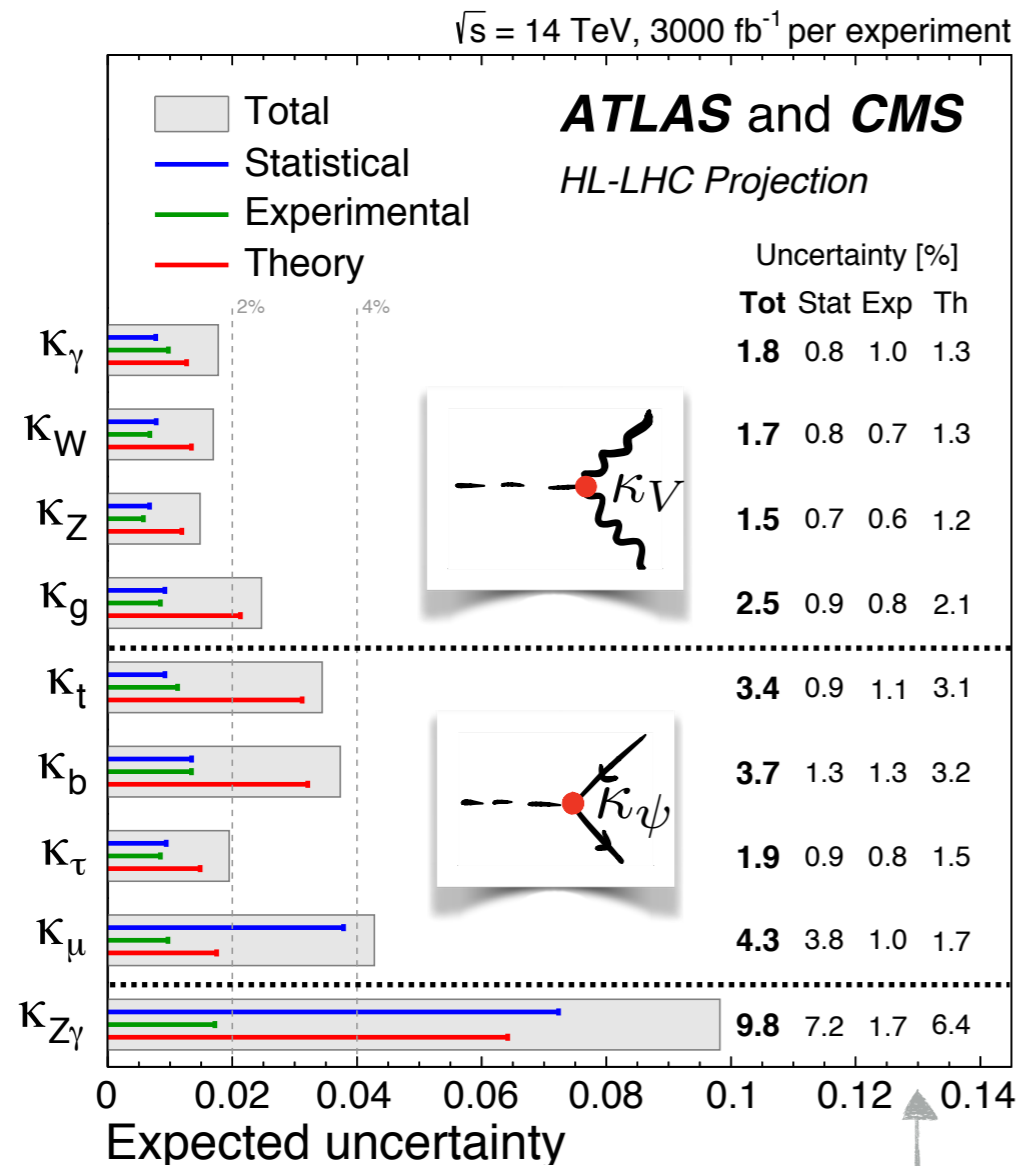 √s = 14 TeV, 3000 fb⁻¹ per experiment
Total
Statistical
Experimental
Theory
ATLAS and CMS
HL-LHC Projection
Uncertainty [%]
Tot Stat Exp Th
2% 4%
κγ 1.8 0.8 1.0 1.3
κW 1.7 0.8 0.7 1.3
κV
κZ 1.5 0.7 0.6 1.2
κg 2.5 0.9 0.8 2.1
κt 3.4 0.9 1.1 3.1
κb 3.7 1.3 1.3 3.2
κψ
κτ 1.9 0.9 0.8 1.5
κμ 4.3 3.8 1.0 1.7
κZγ 9.8 7.2 1.7 6.4
0 0.02 0.04 0.06 0.08 0.1 0.12 0.14
Expected uncertainty